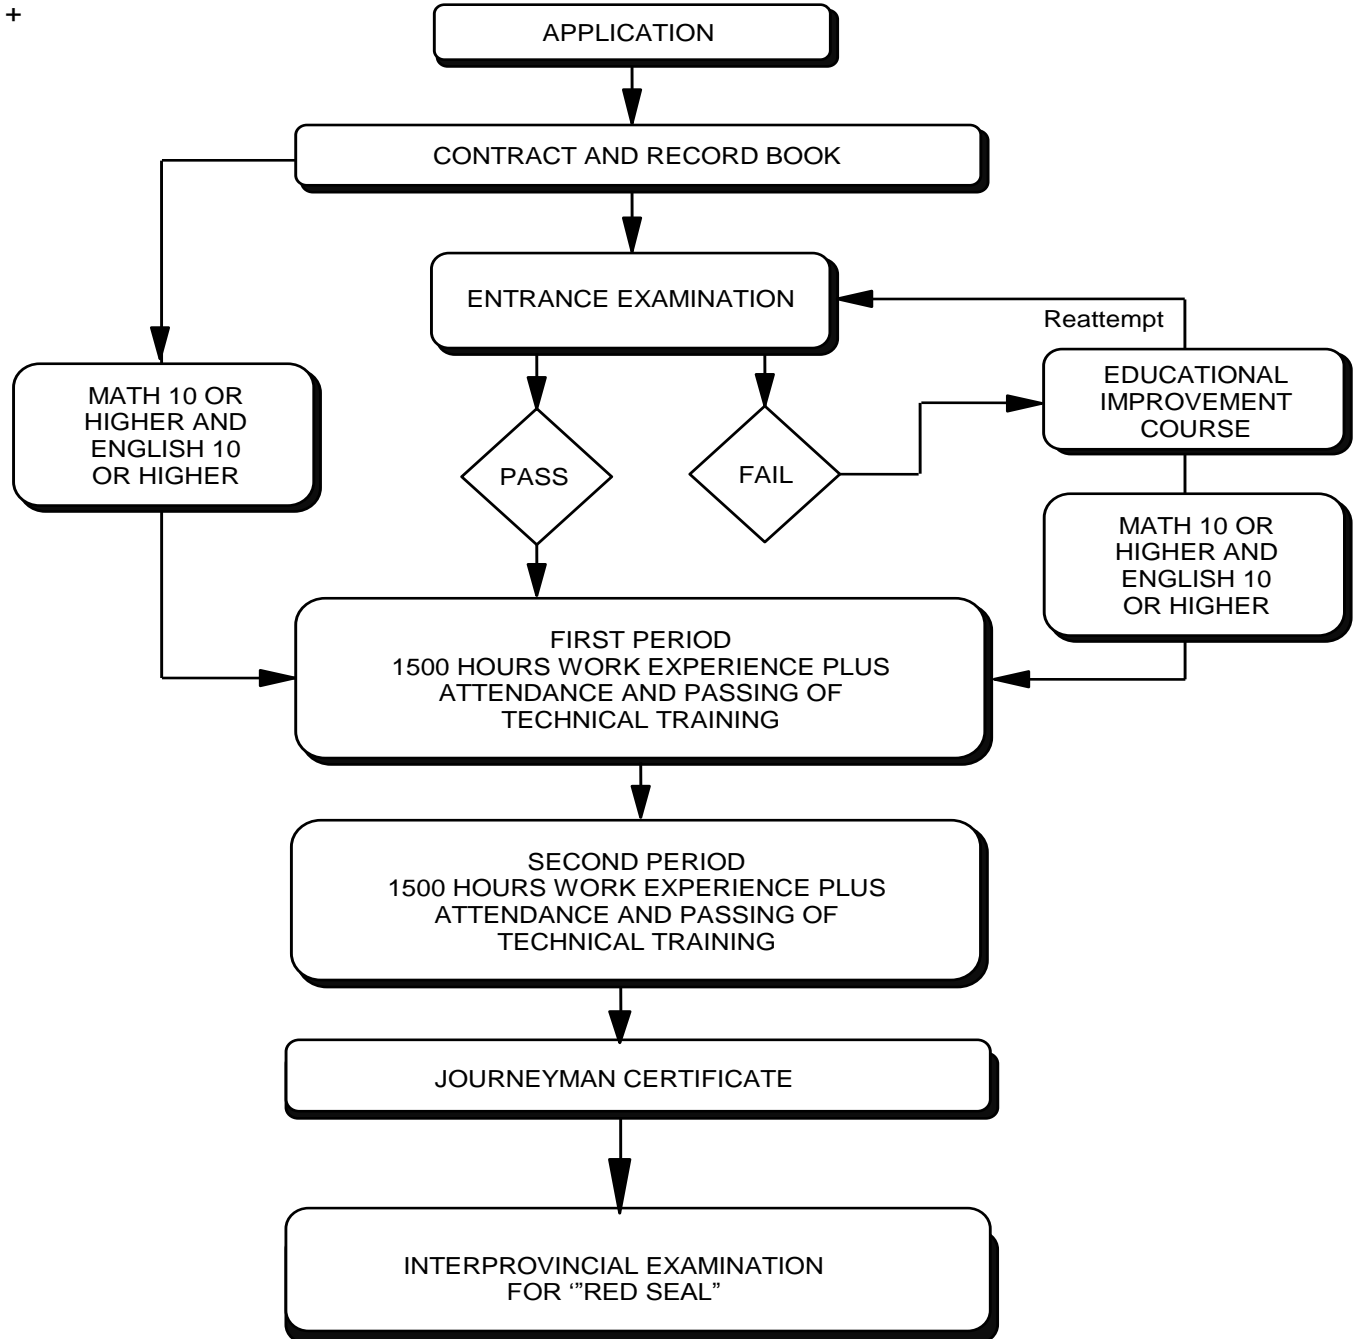 +
APPLICATION
CONTRACT AND RECORD BOOK
ENTRANCE EXAMINATION
Reattempt
MATH 10 OR
HIGHER AND
ENGLISH 10
OR HIGHER
PASS
FAIL
EDUCATIONAL
IMPROVEMENT
COURSE
MATH 10 OR
HIGHER AND
ENGLISH 10
OR HIGHER
FIRST PERIOD
1500 HOURS WORK EXPERIENCE PLUS
ATTENDANCE AND PASSING OF
TECHNICAL TRAINING
SECOND PERIOD
1500 HOURS WORK EXPERIENCE PLUS
ATTENDANCE AND PASSING OF
TECHNICAL TRAINING
JOURNEYMAN CERTIFICATE
INTERPROVINCIAL EXAMINATION
FOR ‘”RED SEAL”